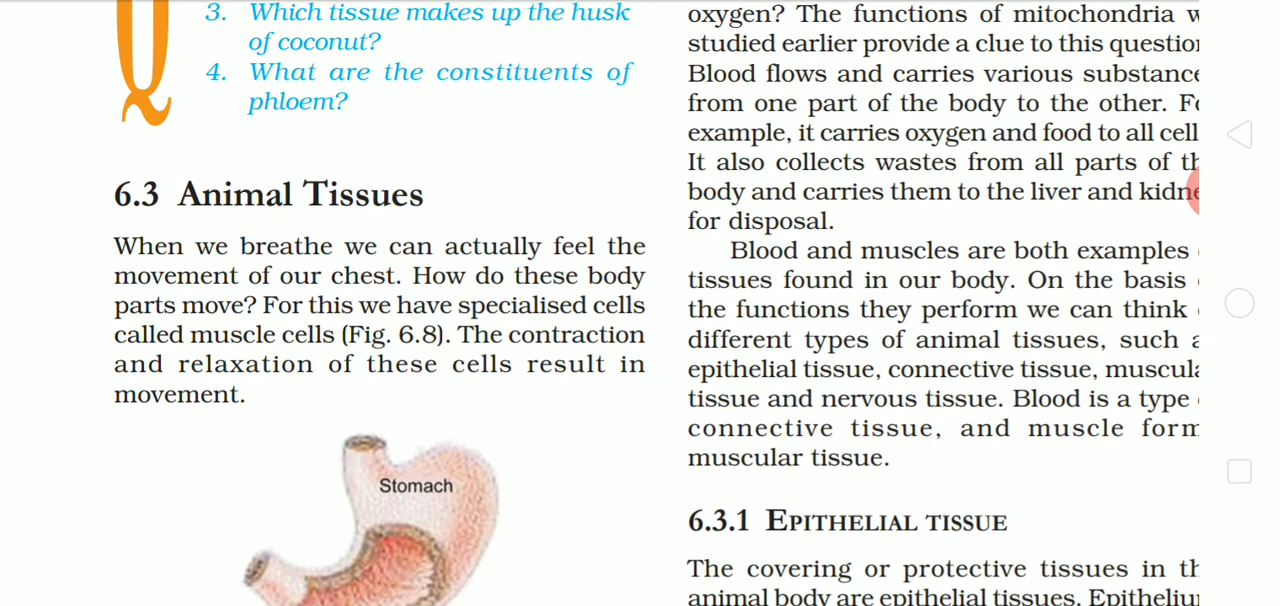 Q
3. Which tissue makes up the husk
of coconut?
4. What are the constituents of
phloem?
6.3 Animal Tissues
When we breathe we can actually feel the
movement of our chest. How do these body
parts move? For this we have specialised cells
called muscle cells (Fig. 6.8). The contraction
and relaxation of these cells result in
movement.
Stomach
oxygen? The functions of mitochondria
studied earlier provide a clue to this
Blood flows and carries various
from one part of the body to the other.
example, it carries oxygen and food to all
It also collects wastes from all parts of
body and carries them to the liver and
for disposal.
Blood and muscles are both examples
tissues found in our body. On the basis
the functions they perform we can think
different types of animal tissues, such
epithelial tissue, connective tissue,
tissue and nervous tissue. Blood is a type
connective tissue, and muscle form
muscular tissue.
6.3.1 EPITHELIAL TISSUE
The covering or protective tissues in
animal body are epithelial tissues.